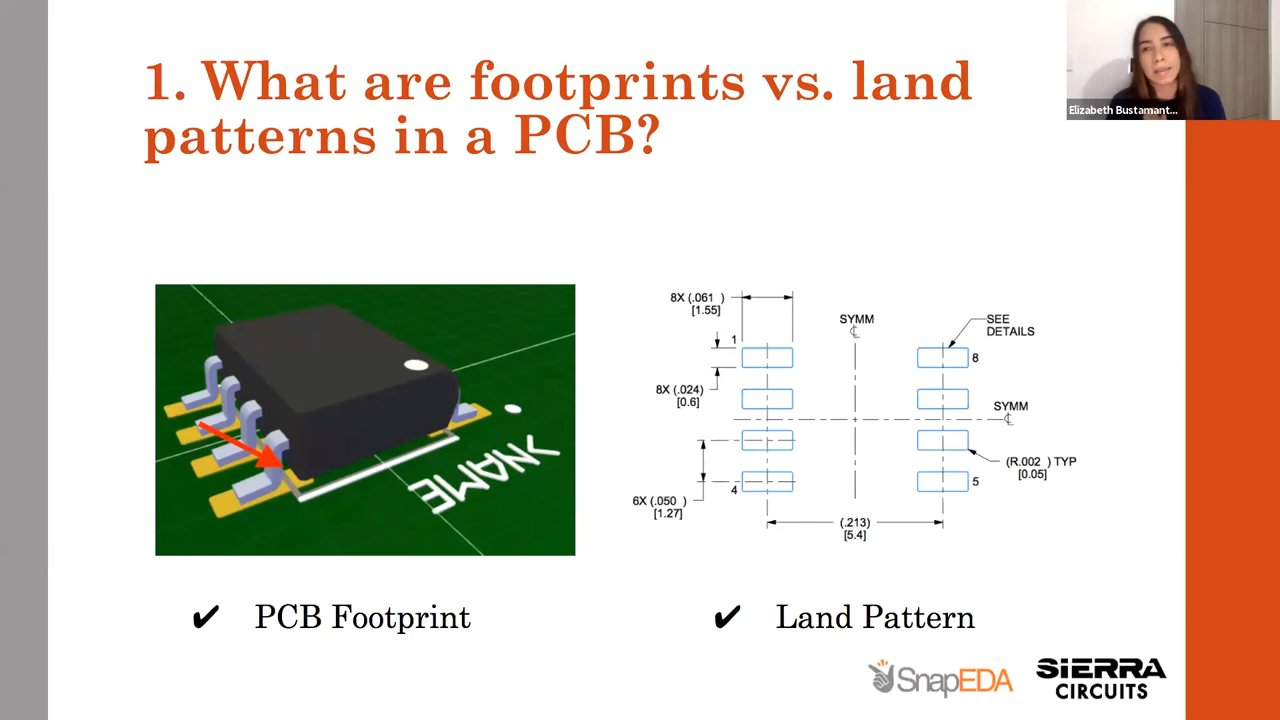 1. What are footprints vs. land
patterns in a PCB?
Elizabeth Bustamant...
>NAME
8X (.061 )
[1.55]
SYMM
SEE
DETAILS
1
8
8X (.024)
[0.6]
SYMM
(R.002 ) TYP
[0.05]
4
5
6X (.050 )
[1.27]
(.213)
[5.4]
✔ PCB Footprint
✔ Land Pattern
SnapEDA
SIERRA
CIRCUITS